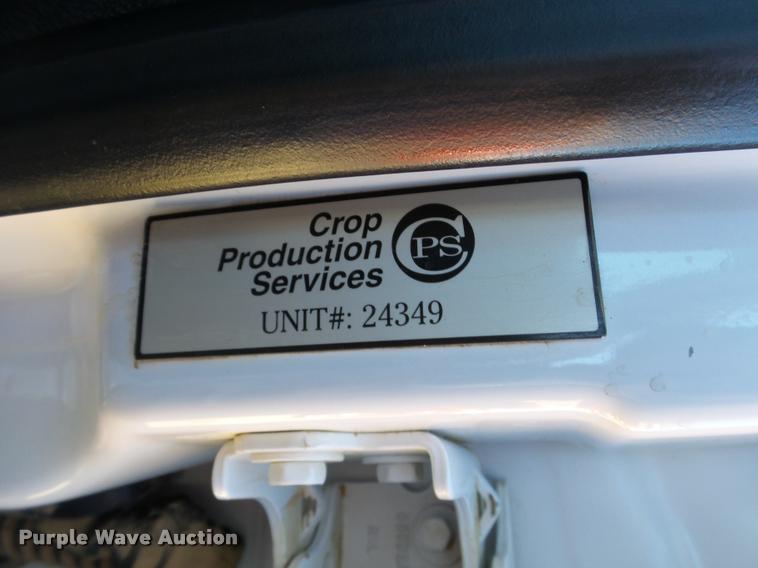 Crop
Production
Services
CPS
UNIT#: 24349
Purple Wave Auction